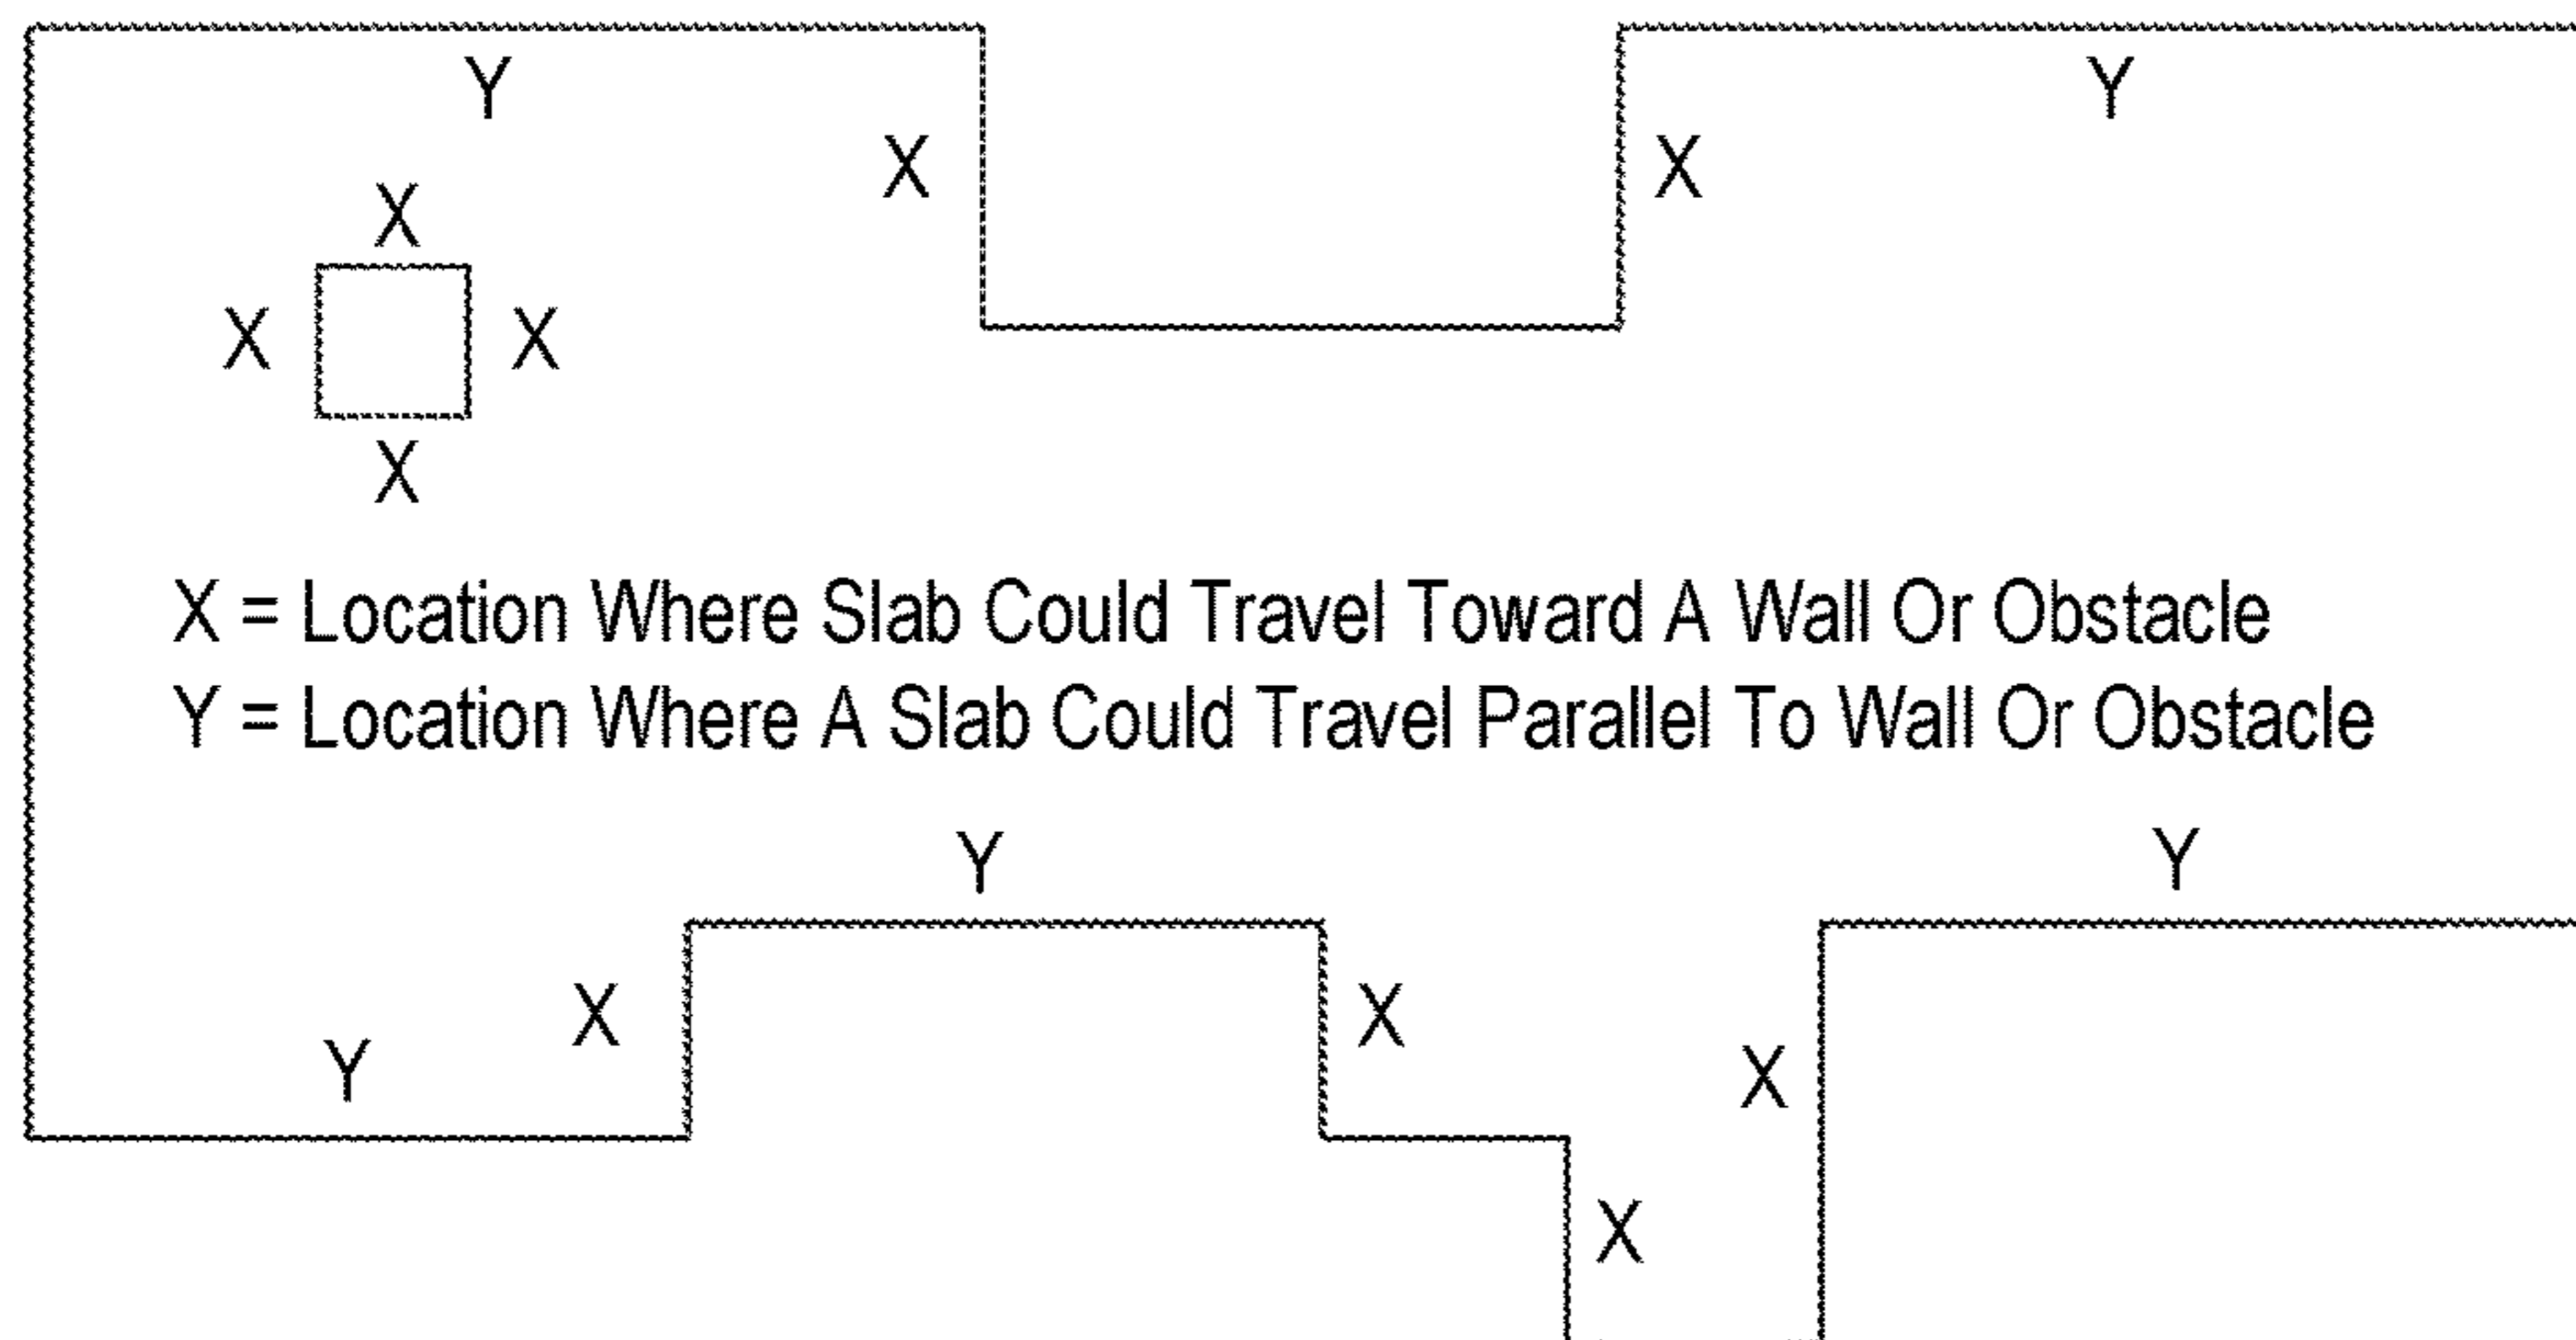 Y
Y
X
X
X
X
X
X
X = Location Where Slab Could Travel Toward A Wall Or Obstacle
Y = Location Where A Slab Could Travel Parallel To Wall Or Obstacle
Y
Y
X
X
Y
X
X